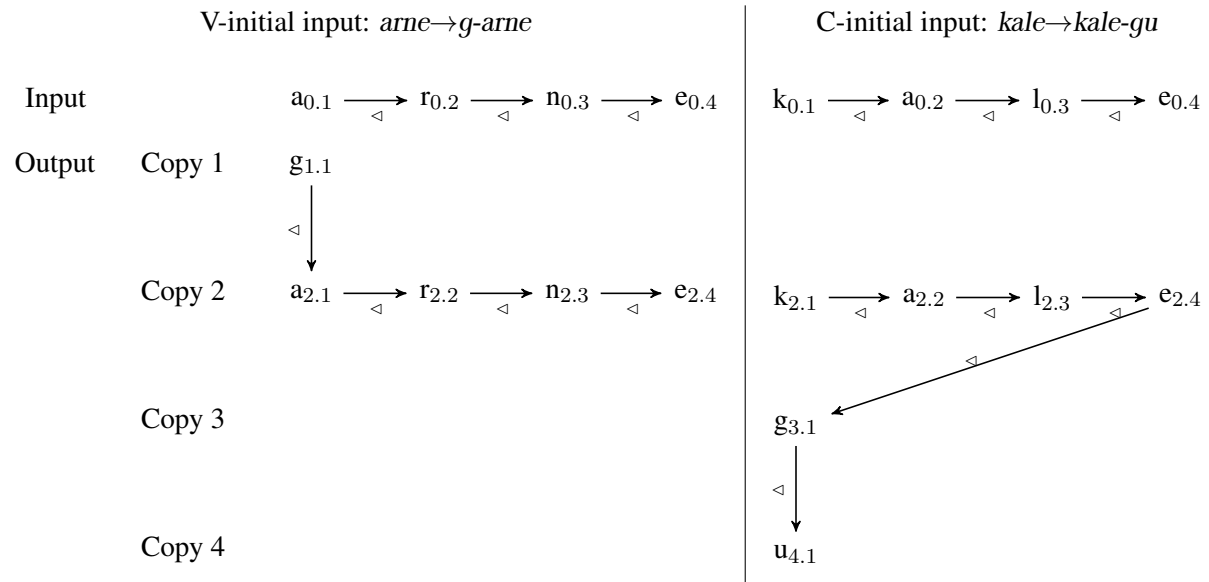 V-initial input: arne→g-arne
C-initial input: kale→kale-gu
Input a0.1 ◁ r0.2 ◁ n0.3 ◁ e0.4 k0.1 ◁ a0.2 ◁ l0.3 ◁ e0.4
Output Copy 1 g1.1
◁
Copy 2 a2.1 ◁ r2.2 ◁ n2.3 ◁ e2.4 k2.1 ◁ a2.2 ◁ l2.3 ◁ e2.4
◁
Copy 3 g3.1
◁
Copy 4 u4.1